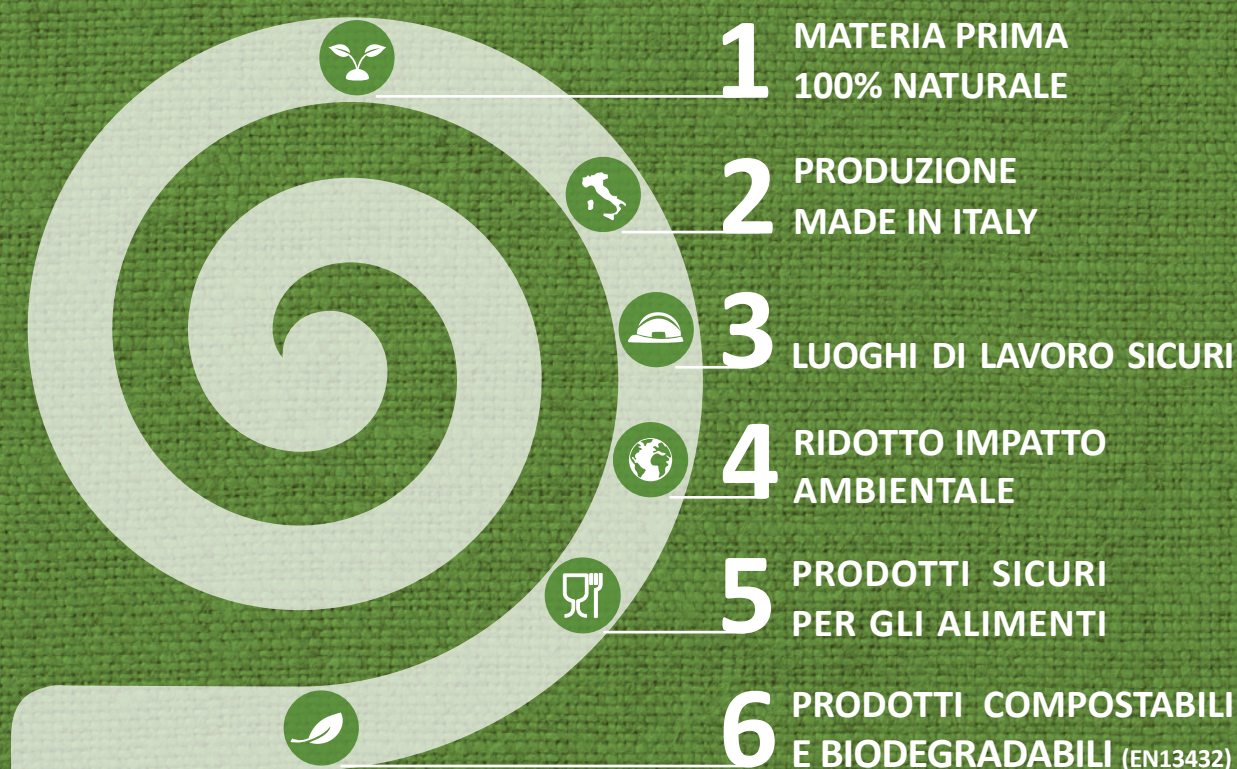 1 MATERIA PRIMA
100% NATURALE
2 PRODUZIONE
MADE IN ITALY
3 LUOGHI DI LAVORO SICURI
4 RIDOTTO IMPATTO
AMBIENTALE
5 PRODOTTI SICURI
PER GLI ALIMENTI
6 PRODOTTI COMPOSTABILI
E BIODEGRADABILI (EN13432)